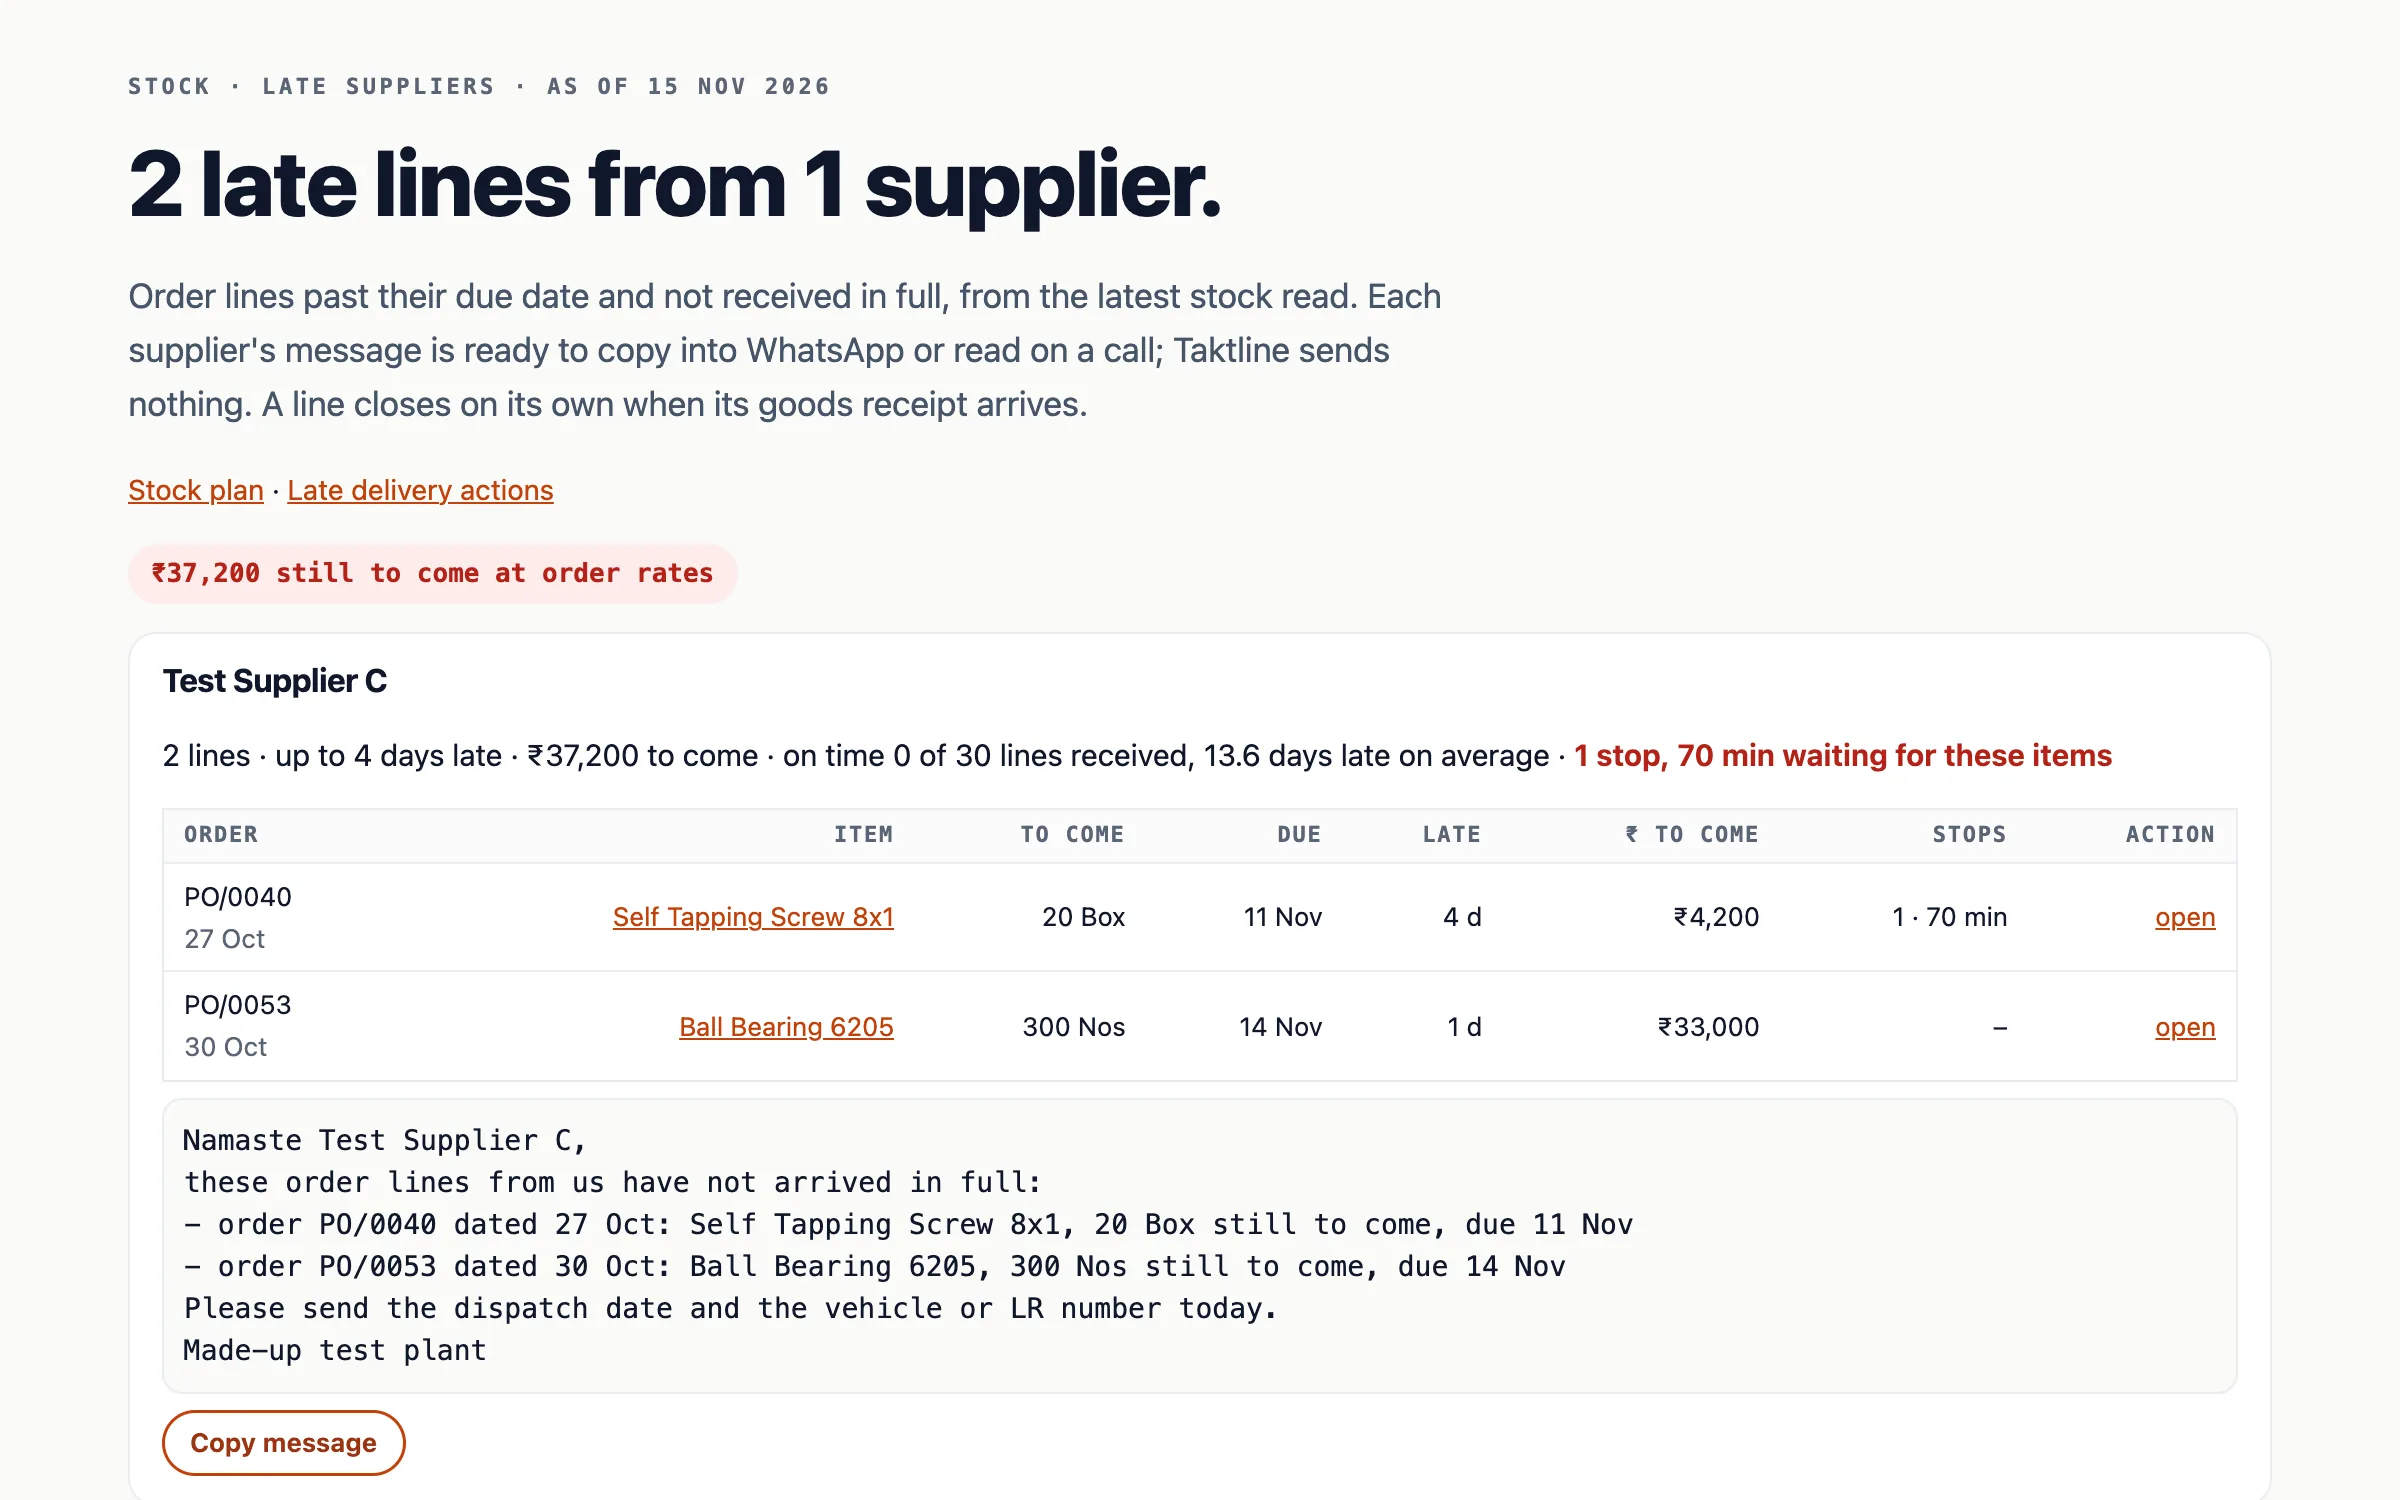 STOCK · LATE SUPPLIERS · AS OF 15 NOV 2026
2 late lines from 1 supplier.
Order lines past their due date and not received in full, from the latest stock read. Each
supplier's message is ready to copy into WhatsApp or read on a call; Taktline sends
nothing. A line closes on its own when its goods receipt arrives.
Stock plan · Late delivery actions
₹37,200 still to come at order rates
Test Supplier C
2 lines · up to 4 days late · ₹37,200 to come · on time 0 of 30 lines received, 13.6 days late on average · 1 stop, 70 min waiting for these items
ORDER ITEM TO COME DUE LATE ₹ TO COME STOPS ACTION
PO/0040
27 Oct
Self Tapping Screw 8x1 20 Box 11 Nov 4 d ₹4,200 1 · 70 min open
PO/0053
30 Oct
Ball Bearing 6205 300 Nos 14 Nov 1 d ₹33,000 – open
Namaste Test Supplier C,
these order lines from us have not arrived in full:
- order PO/0040 dated 27 Oct: Self Tapping Screw 8x1, 20 Box still to come, due 11 Nov
- order PO/0053 dated 30 Oct: Ball Bearing 6205, 300 Nos still to come, due 14 Nov
Please send the dispatch date and the vehicle or LR number today.
Made-up test plant
Copy message